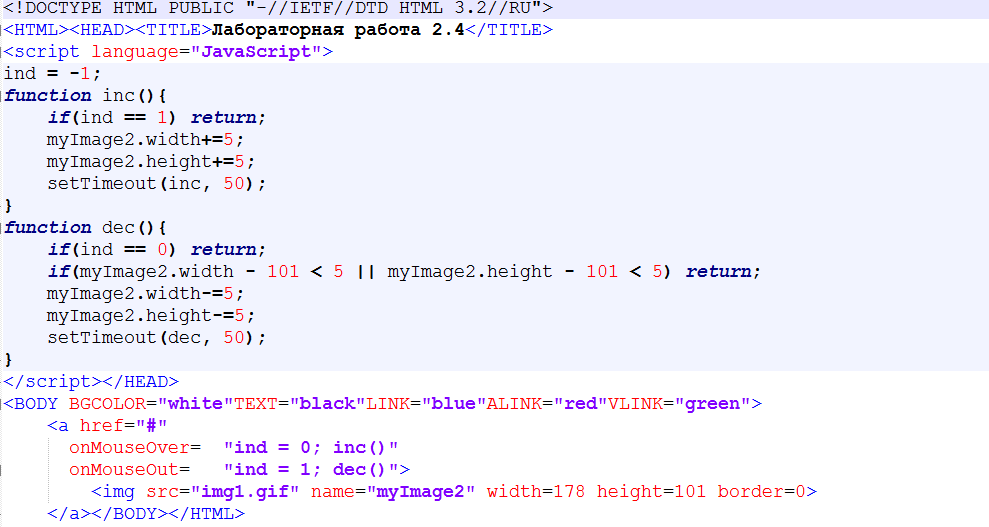 <!DOCTYPE HTML PUBLIC "-//IETF//DTD HTML 3.2//RU">
<HTML><HEAD><TITLE>Лабораторная работа 2.4</TITLE>
<script language="JavaScript">
ind = -1;
function inc(){
    if(ind == 1) return;
    myImage2.width+=5;
    myImage2.height+=5;
    setTimeout(inc, 50);
}
function dec(){
    if(ind == 0) return;
    if(myImage2.width - 101 < 5 || myImage2.height - 101 < 5) return;
    myImage2.width-=5;
    myImage2.height-=5;
    setTimeout(dec, 50);
}
</script></HEAD>
<BODY BGCOLOR="white"TEXT="black"LINK="blue"ALINK="red"VLINK="green">
    <a href="#"
      onMouseOver=  "ind = 0; inc()"
      onMouseOut=   "ind = 1; dec()">
        <img src="img1.gif" name="myImage2" width=178 height=101 border=0>
    </a></BODY></HTML>